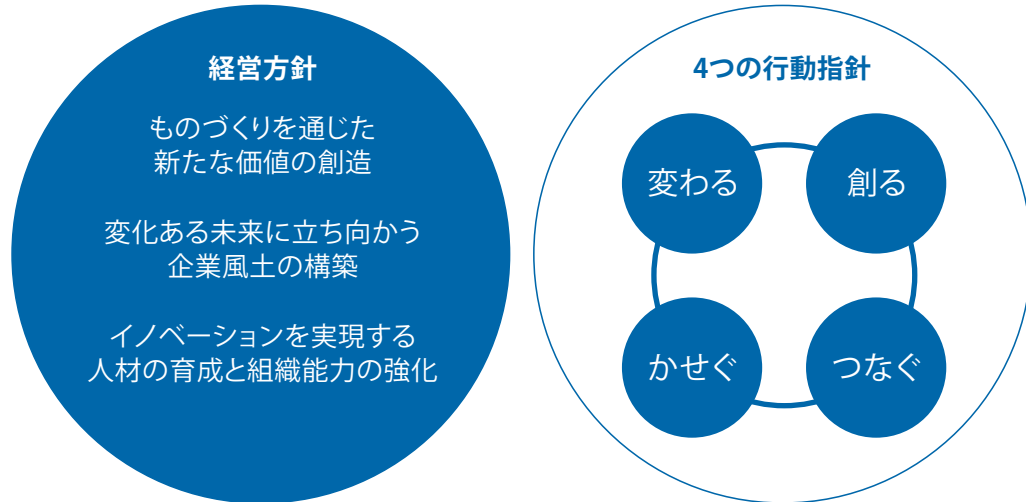 経営方針
ものづくりを通じた
新たな価値の創造
変化ある未来に立ち向かう
企業風土の構築
イノベーションを実現する
人材の育成と組織能力の強化
4つの行動指針
変わる
創る
かせぐ
つなぐ